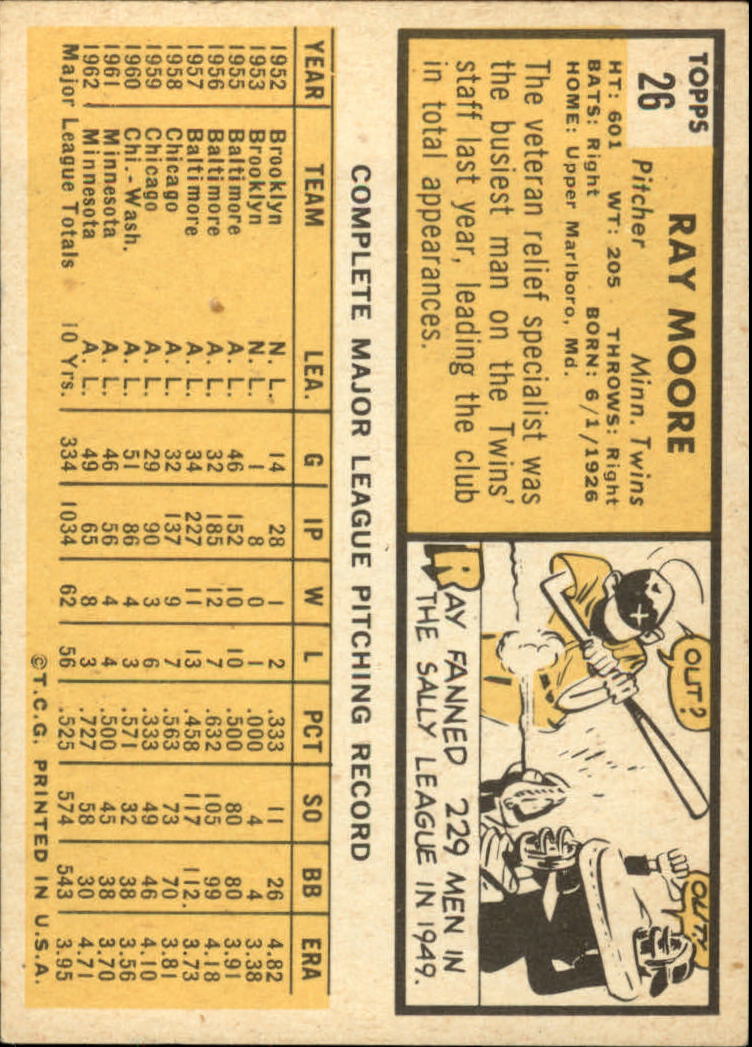 TOPPS
26
RAY MOORE
Pitcher Minn. Twins
HT: 601 WT: 205 THROWS: Right
BATS: Right BORN: 6/1/1926
HOME: Upper Marlboro, Md.
The veteran relief specialist was
the busiest man on the Twins'
staff last year, leading the club
in total appearances.
OUT?
OUT!
RAY FANNED 229 MEN IN
THE SALLY LEAGUE IN 1949.
COMPLETE MAJOR LEAGUE PITCHING RECORD
YEAR TEAM LEA. G IP W L PCT SO BB ERA
1952 Brooklyn N. L. 14 28 1 2 .333 11 26 4.82
1953 Brooklyn N. L. 1 8 0 1 .000 4 4 3.38
1955 Baltimore A. L. 46 152 10 10 .500 80 80 3.91
1956 Baltimore A. L. 32 185 12 7 .632 105 99 4.18
1957 Baltimore A. L. 34 227 11 13 .458 117 112. 3.73
1958 Chicago A. L. 32 137 9 7 .563 73 70 3.81
1959 Chicago A. L. 29 90 3 6 .333 49 46 4.10
1960 Chi.-Wash. A. L. 51 86 4 3 .571 32 38 3.56
1961 Minnesota A. L. 46 56 4 4 .500 45 38 3.70
1962 Minnesota A. L. 49 65 8 3 .727 58 30 4.71
Major League Totals 10 Yrs. 334 1034 62 56 .525 574 543 3.95
©T.C.G. PRINTED IN U.S.A.